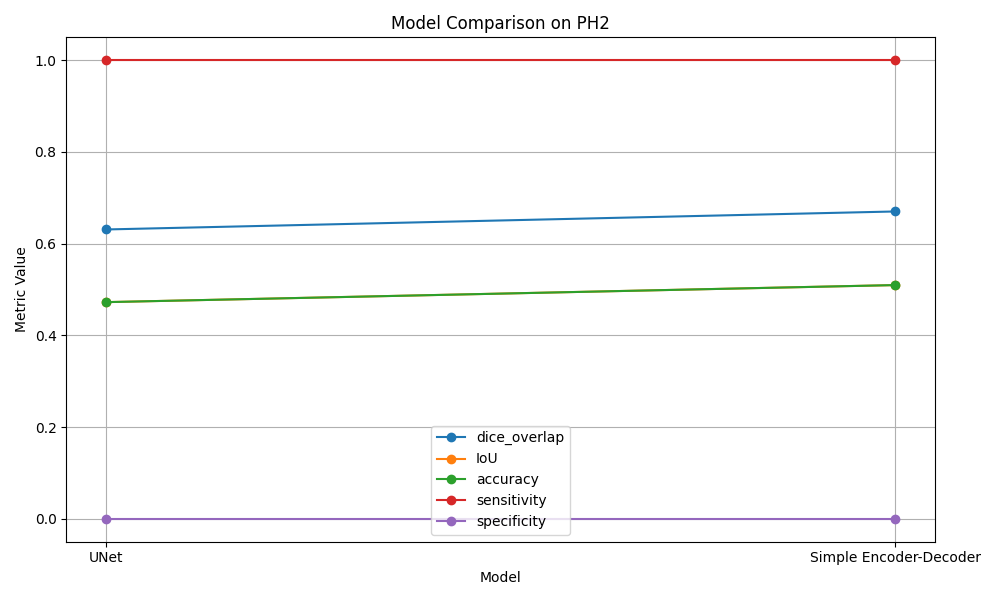 Model Comparison on PH2
Metric Value
1.0
0.8
0.6
0.4
0.2
0.0
dice_overlap
IoU
accuracy
sensitivity
specificity
UNet
Simple Encoder-Decoder
Model